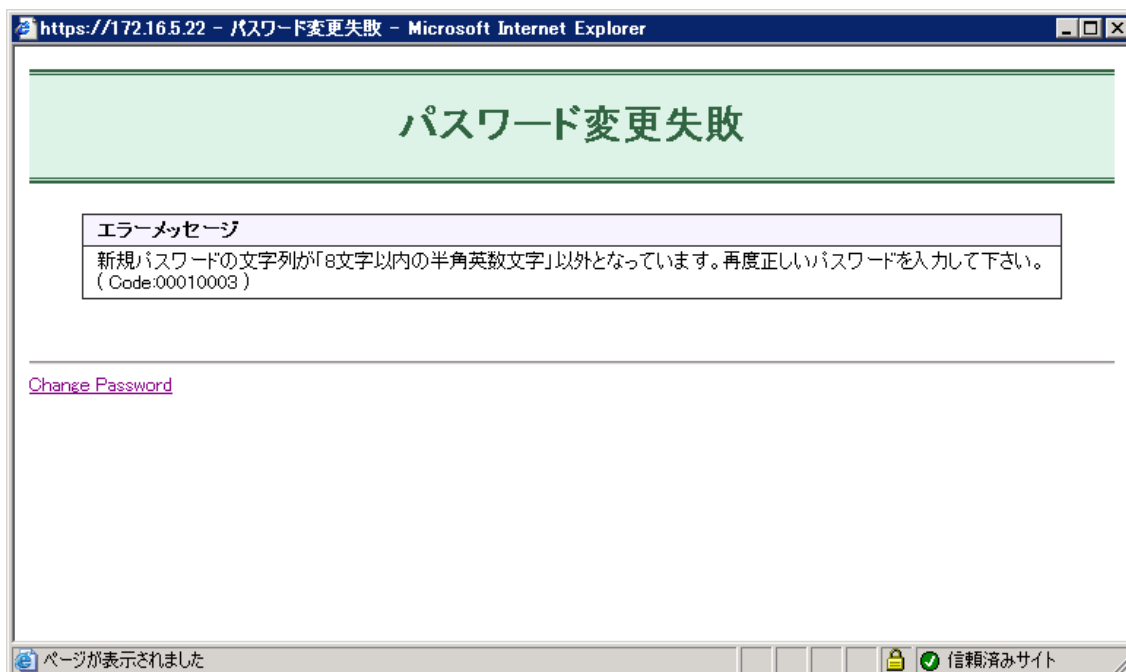 https://172.16.5.22 - パスワード変更失敗 - Microsoft Internet Explorer
パスワード変更失敗
エラーメッセージ
新規パスワードの文字列が「8文字以内の半角英数文字」以外となっています。再度正しいパスワードを入力して下さい。
( Code:00010003 )
Change Password
ページが表示されました
信頼済みサイト